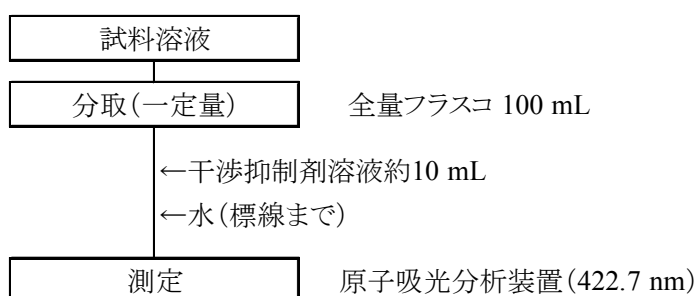 試料溶液
分取(一定量) 全量フラスコ 100 mL
←干渉抑制剤溶液約10 mL
←水(標線まで)
測定 原子吸光分析装置(422.7 nm)